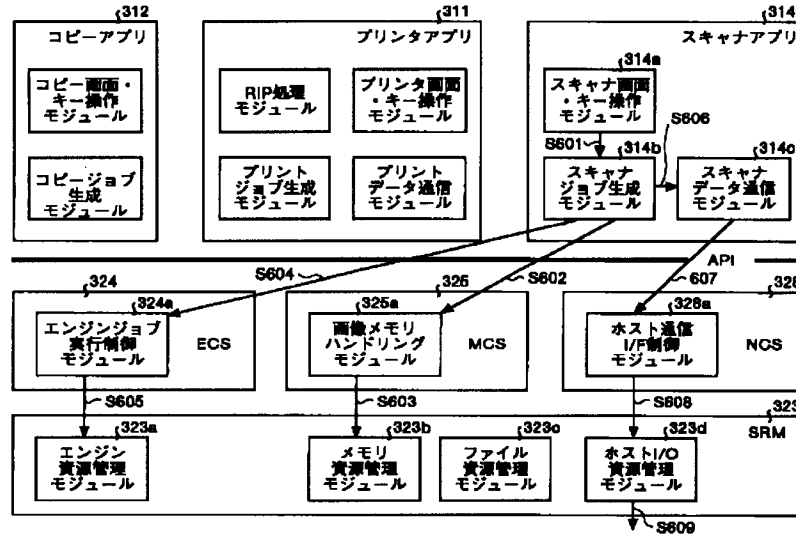 312
コピーアプリ
コピー画面・
キー操作
モジュール
コピージョブ
生成
モジュール
311
プリンタアプリ
RIP処理
モジュール
プリンタ画面
・キー操作
モジュール
プリント
ジョブ生成
モジュール
プリント
データ通信
モジュール
314
スキャナアプリ
314a
スキャナ画面
・キー操作
モジュール
S601
S606
314b
スキャナ
ジョブ生成
モジュール
314c
スキャナ
データ通信
モジュール
API
S604
S602
607
324
324a
エンジンジョブ
実行制御
モジュール
ECS
325
325a
画像メモリ
ハンドリング
モジュール
MCS
328
328a
ホスト通信
I/F制御
モジュール
NCS
S605
S603
S608
323
SRM
323a
エンジン
資源管理
モジュール
323b
メモリ
資源管理
モジュール
323c
ファイル
資源管理
モジュール
323d
ホストI/O
資源管理
モジュール
S609